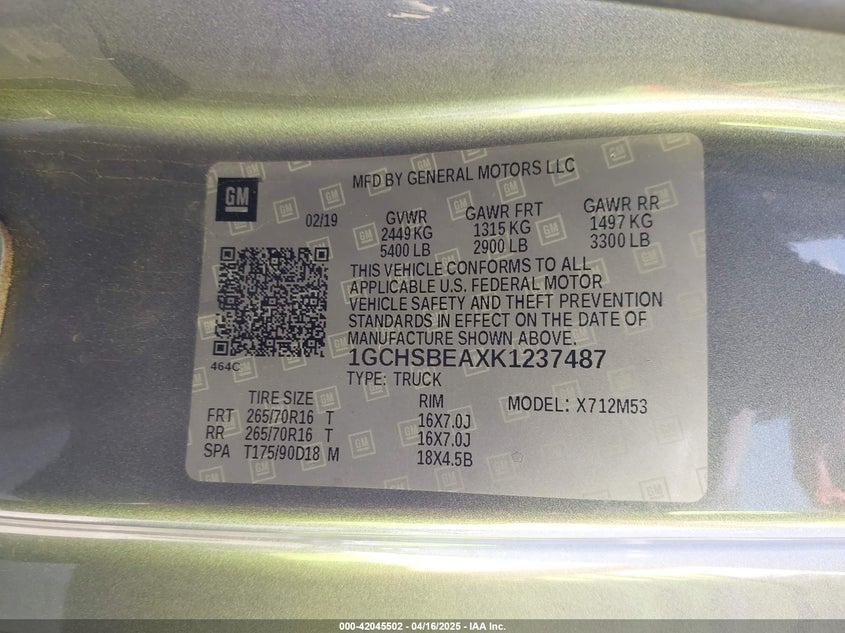 GM
MFD BY GENERAL MOTORS LLC
02/19
GVWR
2449 KG
5400 LB
GAWR FRT
1315 KG
2900 LB
GAWR RR
1497 KG
3300 LB
THIS VEHICLE CONFORMS TO ALL
APPLICABLE U.S. FEDERAL MOTOR
VEHICLE SAFETY AND THEFT PREVENTION
STANDARDS IN EFFECT ON THE DATE OF
MANUFACTURE SHOWN ABOVE.
464C
1GCHSBEAXK1237487
TYPE: TRUCK
TIRE SIZE RIM MODEL: X712M53
FRT 265/70R16 T 16X7.0J
RR 265/70R16 T 16X7.0J
SPA T175/90D18 M 18X4.5B
000-42045502 - 04/16/2025 - IAA Inc.